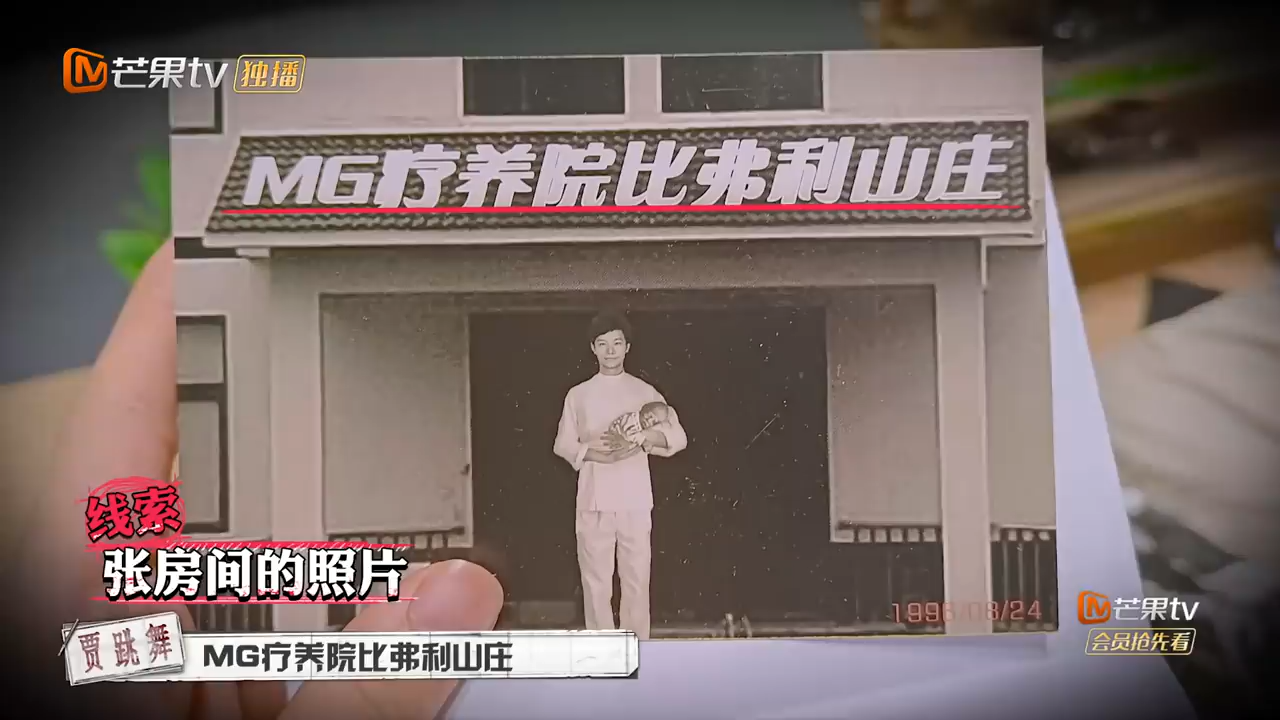 芒果tv 独播
MG疗养院比弗利山庄
线索
张房间的照片
1996/08/24
贾跳舞
MG疗养院比弗利山庄
芒果tv
会员抢先看